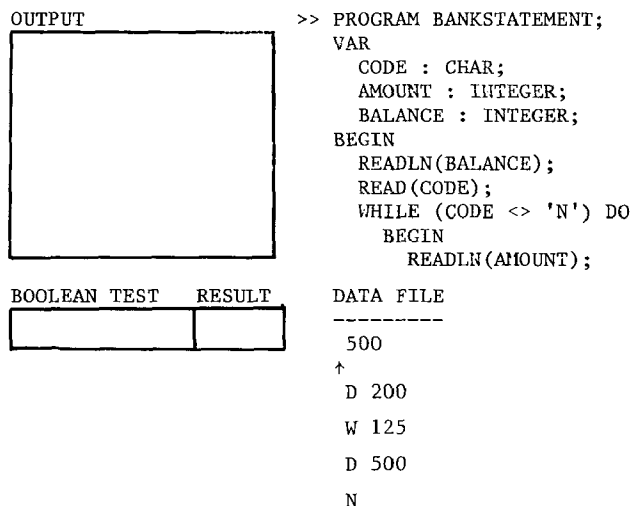 OUTPUT
>> PROGRAM BANKSTATEMENT;
VAR
CODE : CHAR;
AMOUNT : INTEGER;
BALANCE : INTEGER;
BEGIN
READLN(BALANCE);
READ(CODE);
WHILE (CODE <> 'N') DO
BEGIN
READLN(AMOUNT);
BOOLEAN TEST RESULT
DATA FILE
---------
500
↑
D 200
W 125
D 500
N